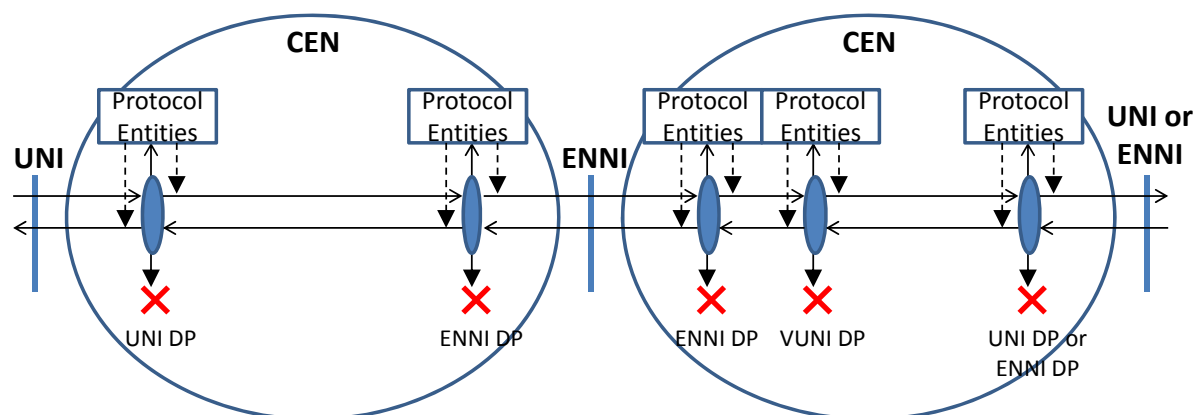 CEN
CEN
Protocol
Entities
Protocol
Entities
Protocol
Entities
Protocol
Entities
Protocol
Entities
UNI
ENNI
UNI or
ENNI
UNI DP
ENNI DP
ENNI DP
VUNI DP
UNI DP or
ENNI DP